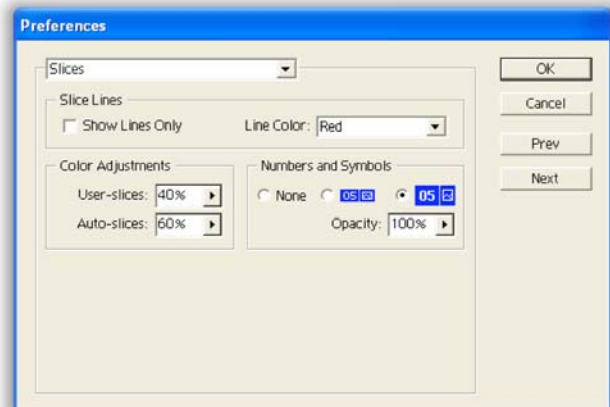 Preferences
Slices
OK
Slice Lines
Show Lines Only
Line Color: Red
Cancel
Prev
Color Adjustments
User-slices: 40%
Auto-slices: 60%
Numbers and Symbols
None
05
05
Opacity: 100%
Next